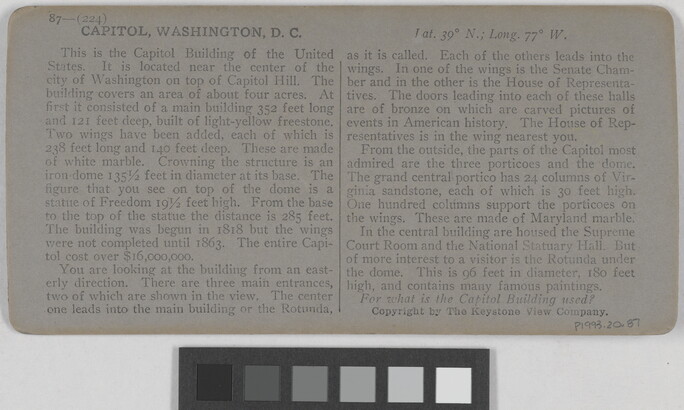 87—(224)
CAPITOL, WASHINGTON, D. C.
Lat. 39° N.; Long. 77° W.
This is the Capitol Building of the United
States. It is located near the center of the
city of Washington on top of Capitol Hill. The
building covers an area of about four acres. At
first it consisted of a main building 352 feet long
and 121 feet deep, built of light-yellow freestone.
Two wings have been added, each of which is
238 feet long and 140 feet deep. These are made
of white marble. Crowning the structure is an
iron dome 135½ feet in diameter at its base. The
figure that you see on top of the dome is a
statue of Freedom 19½ feet high. From the base
to the top of the statue the distance is 285 feet.
The building was begun in 1818 but the wings
were not completed until 1863. The entire Capi-
tol cost over $16,000,000.
You are looking at the building from an east-
erly direction. There are three main entrances,
two of which are shown in the view. The center
one leads into the main building or the Rotunda,
as it is called. Each of the others leads into the
wings. In one of the wings is the Senate Cham-
ber and in the other is the House of Representa-
tives. The doors leading into each of these halls
are of bronze on which are carved pictures of
events in American history. The House of Rep-
resentatives is in the wing nearest you.
From the outside, the parts of the Capitol most
admired are the three porticoes and the dome.
The grand central portico has 24 columns of Vir-
ginia sandstone, each of which is 30 feet high.
One hundred columns support the porticoes on
the wings. These are made of Maryland marble.
In the central building are housed the Supreme
Court Room and the National Statuary Hall. But
of more interest to a visitor is the Rotunda under
the dome. This is 96 feet in diameter, 180 feet
high, and contains many famous paintings.
For what is the Capitol Building used?
Copyright by The Keystone View Company.
P1993.20.87